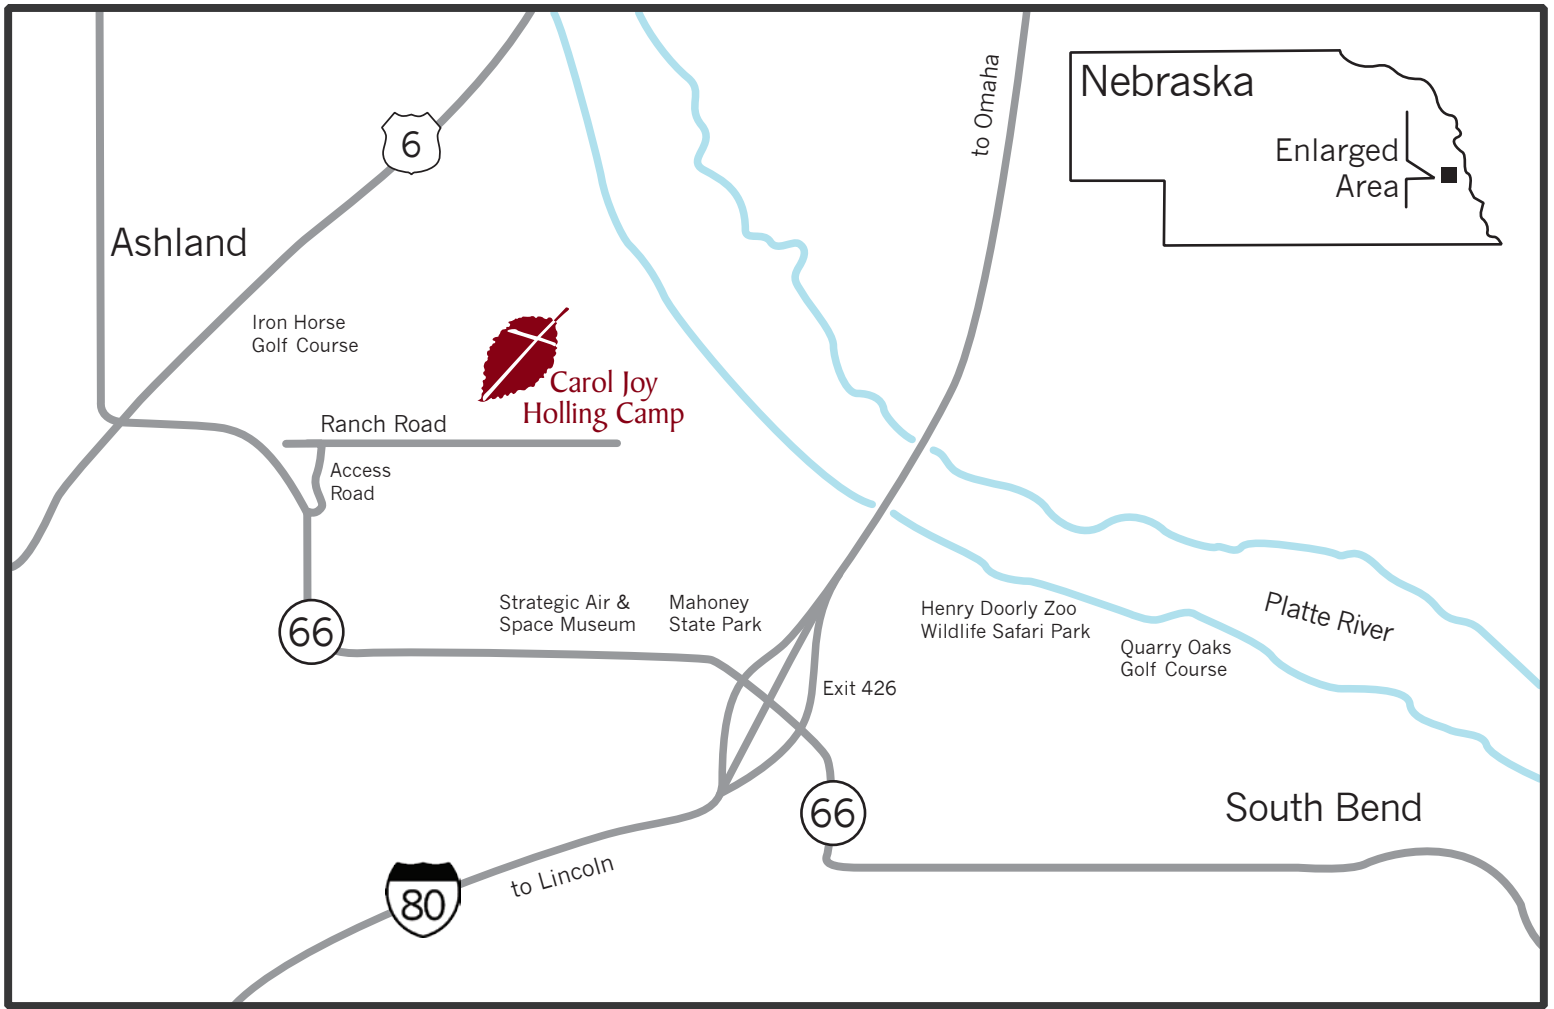 to Omaha
Nebraska
Enlarged
Area
6
Ashland
Iron Horse
Golf Course
Carol Joy
Holling Camp
Ranch Road
Access
Road
66
Strategic Air &
Space Museum
Mahoney
State Park
Henry Doorly Zoo
Wildlife Safari Park
Platte River
Quarry Oaks
Golf Course
Exit 426
66
South Bend
to Lincoln
80